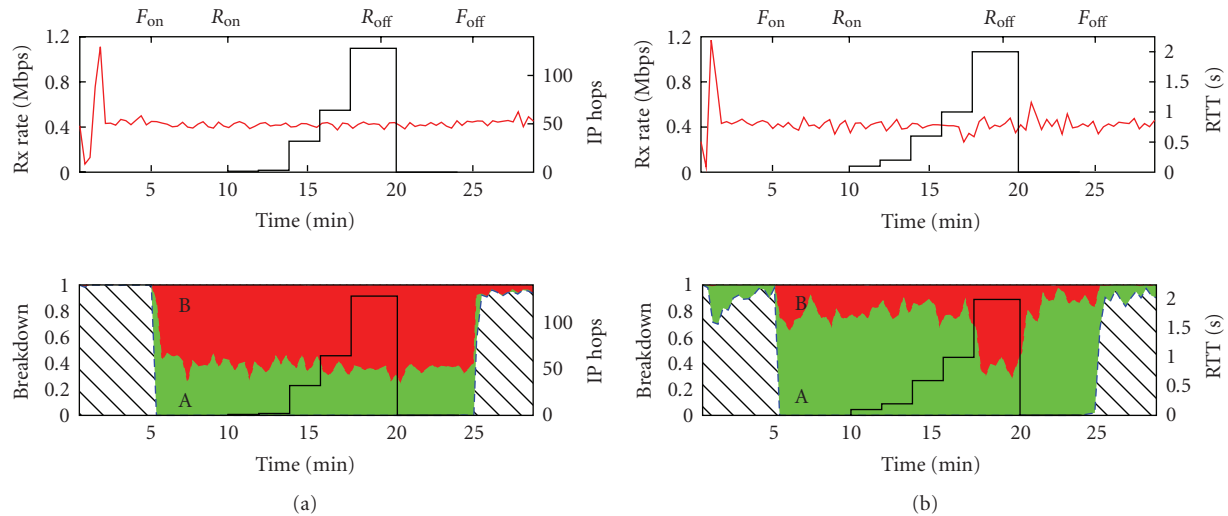 F_on R_on R_off F_off
1.2
0.8
0.4
0
Rx rate (Mbps)
100
50
0
IP hops
5 10 15 20 25
Time (min)
1
0.8
0.6
0.4
0.2
0
Breakdown
B
A
100
50
0
IP hops
5 10 15 20 25
Time (min)
(a)
F_on R_on R_off F_off
1.2
0.8
0.4
0
Rx rate (Mbps)
2
1.5
1
0.5
0
RTT (s)
5 10 15 20 25
Time (min)
1
0.8
0.6
0.4
0.2
0
Breakdown
B
A
2
1.5
1
0.5
0
RTT (s)
5 10 15 20 25
Time (min)
(b)